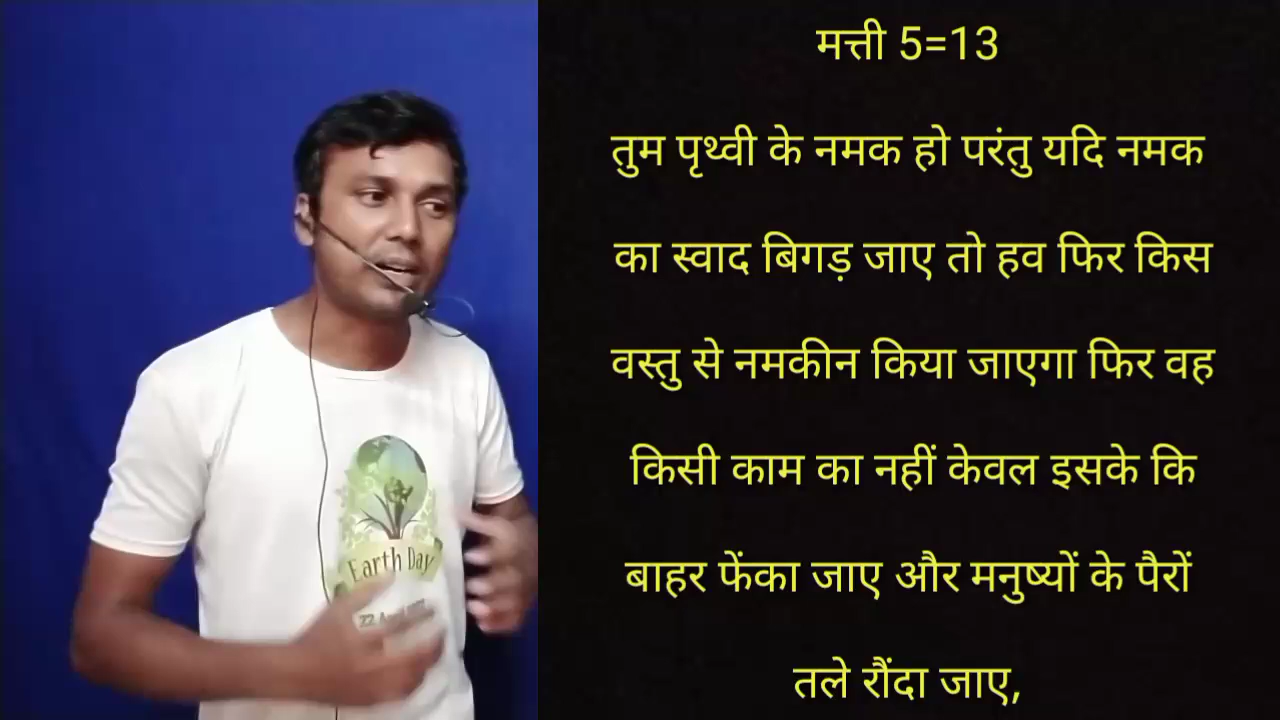 मत्ती 5=13
तुम पृथ्वी के नमक हो परंतु यदि नमक
का स्वाद बिगड़ जाए तो हव फिर किस
वस्तु से नमकीन किया जाएगा फिर वह
किसी काम का नहीं केवल इसके कि
बाहर फेंका जाए और मनुष्यों के पैरों
तले रौंदा जाए,
Earth Day
22